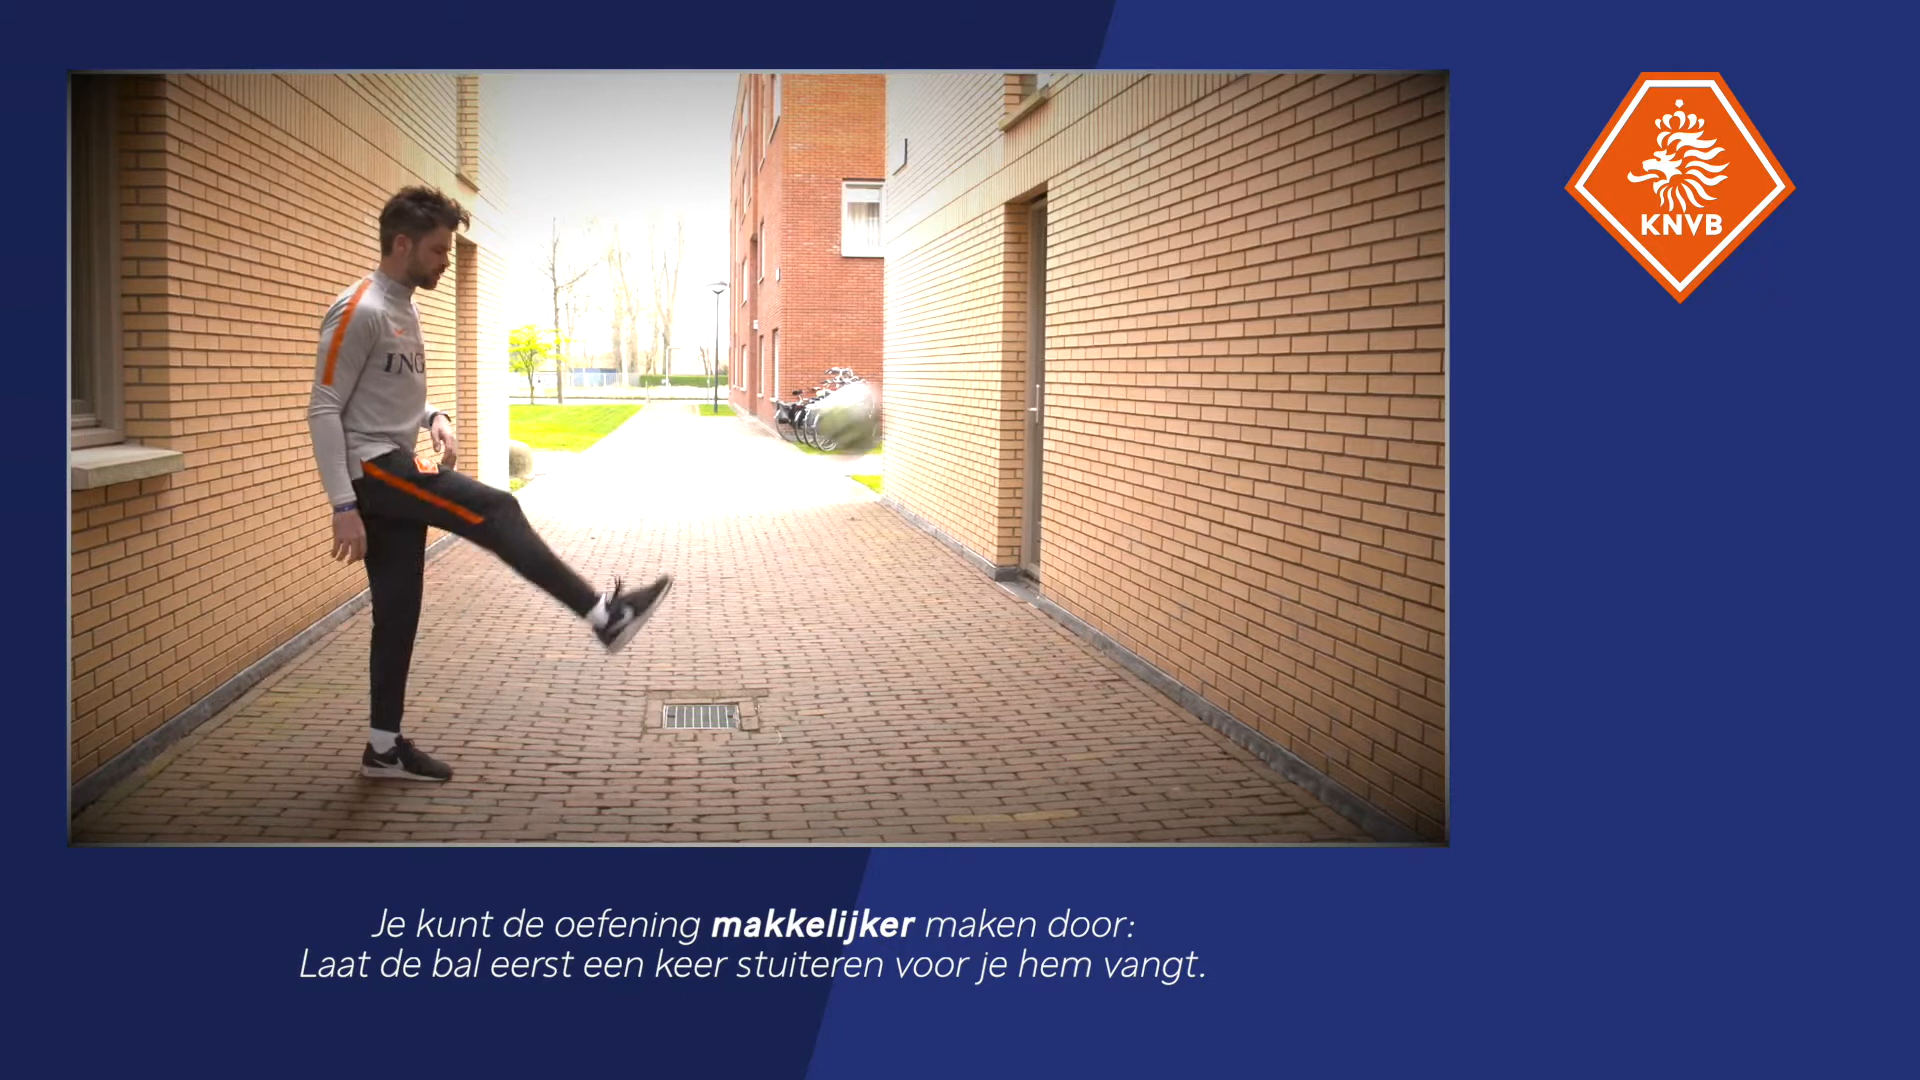 KNVB
ING
Je kunt de oefening makkelijker maken door:
Laat de bal eerst een keer stuiteren voor je hem vangt.